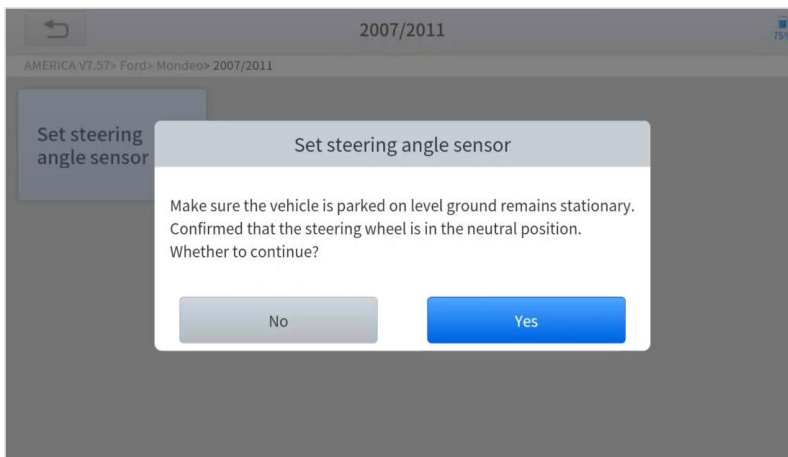 2007/2011
75%
AMERICA V7.57> Ford> Mondeo> 2007/2011
Set steering
angle sensor
Set steering angle sensor
Make sure the vehicle is parked on level ground remains stationary.
Confirmed that the steering wheel is in the neutral position.
Whether to continue?
No
Yes